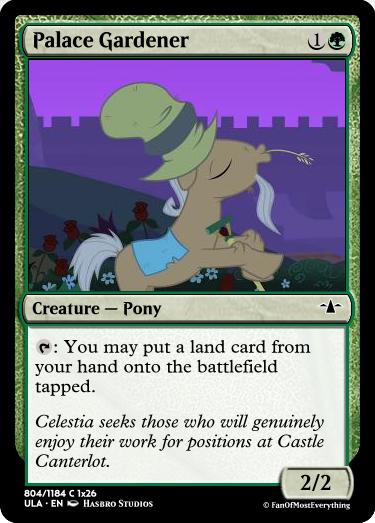 Palace Gardener 1
Creature — Pony
: You may put a land card from
your hand onto the battlefield
tapped.
Celestia seeks those who will genuinely
enjoy their work for positions at Castle
Canterlot.
2/2
804/1184 C 1x26
ULA • EN Hasbro Studios
© FanOfMostEverything